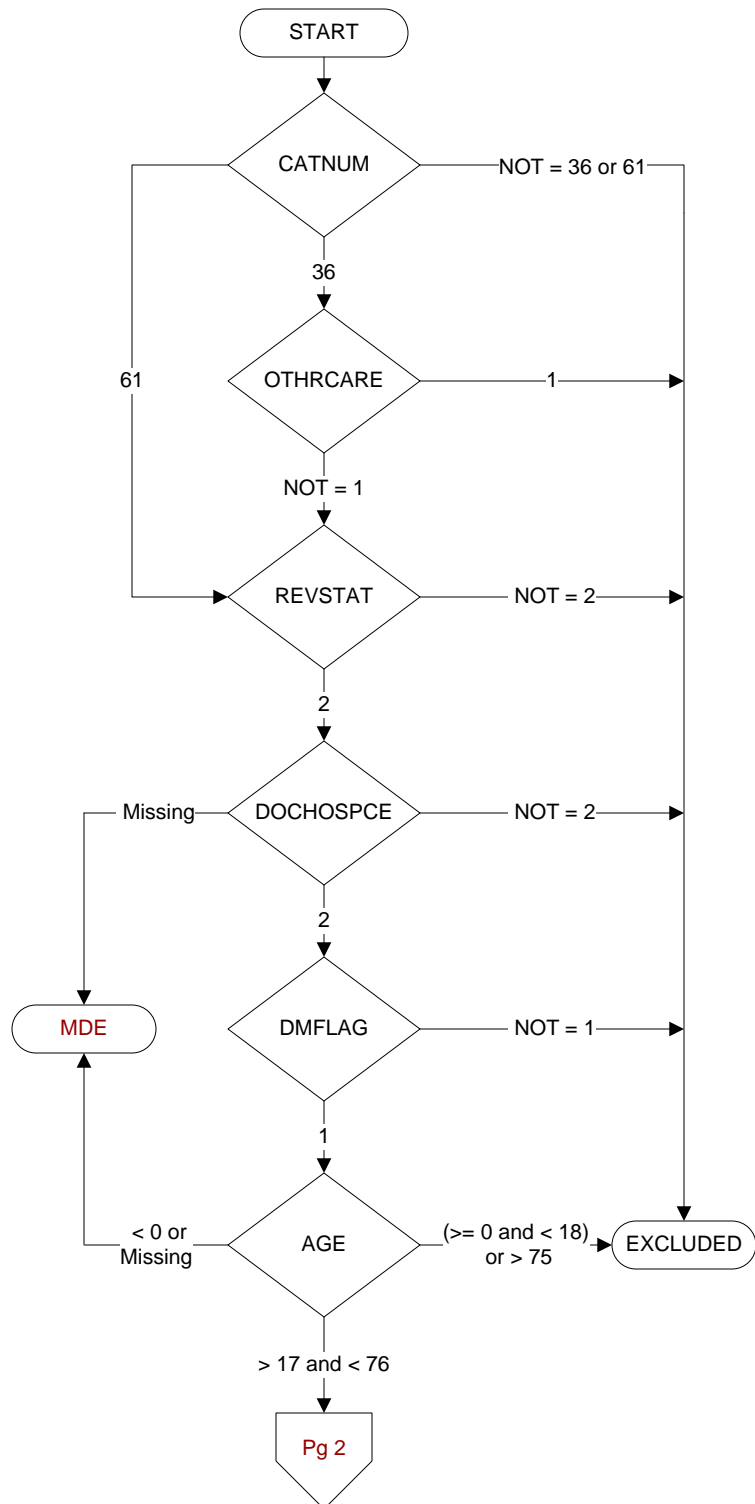 START
CATNUM
NOT = 36 or 61
36
61
OTHRCARE
1
NOT = 1
REVSTAT
NOT = 2
2
Missing
DOCHOSPCE
NOT = 2
2
MDE
DMFLAG
NOT = 1
1
< 0 or
Missing
AGE
(>= 0 and < 18)
or > 75
EXCLUDED
> 17 and < 76
Pg 2